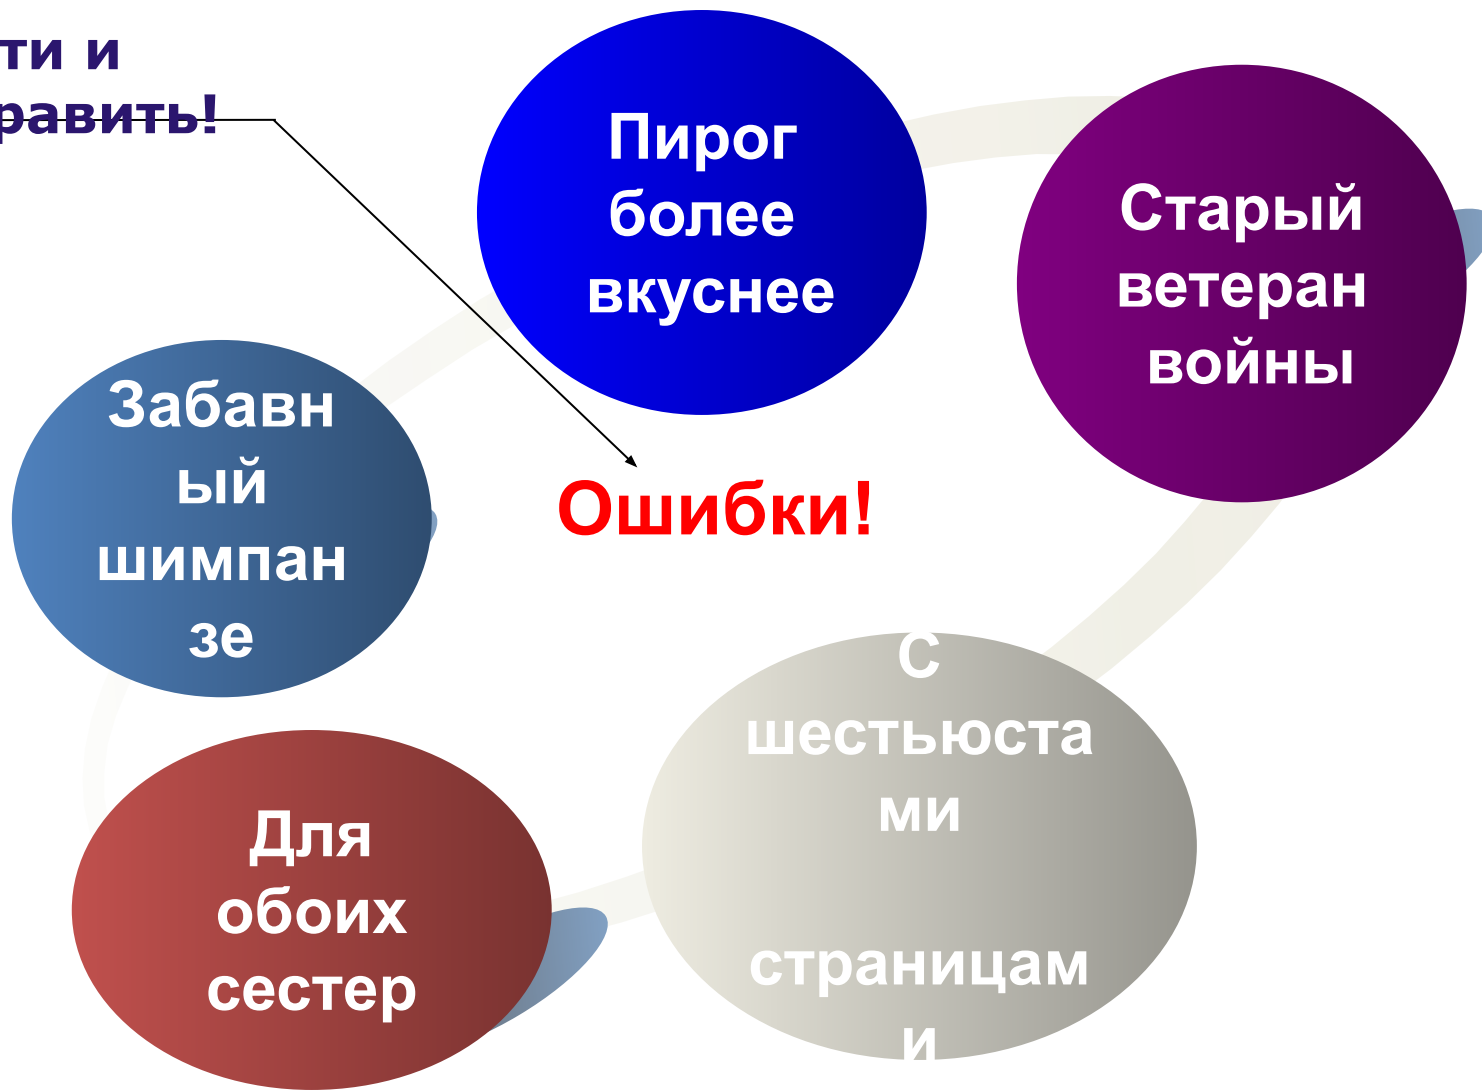 ти и
равить!
Пирог
более
вкуснее
Старый
ветеран
войны
Забавн
ый
шимпан
зе
Ошибки!
С
шестьюста
ми
страницам
и
Для
обоих
сестер